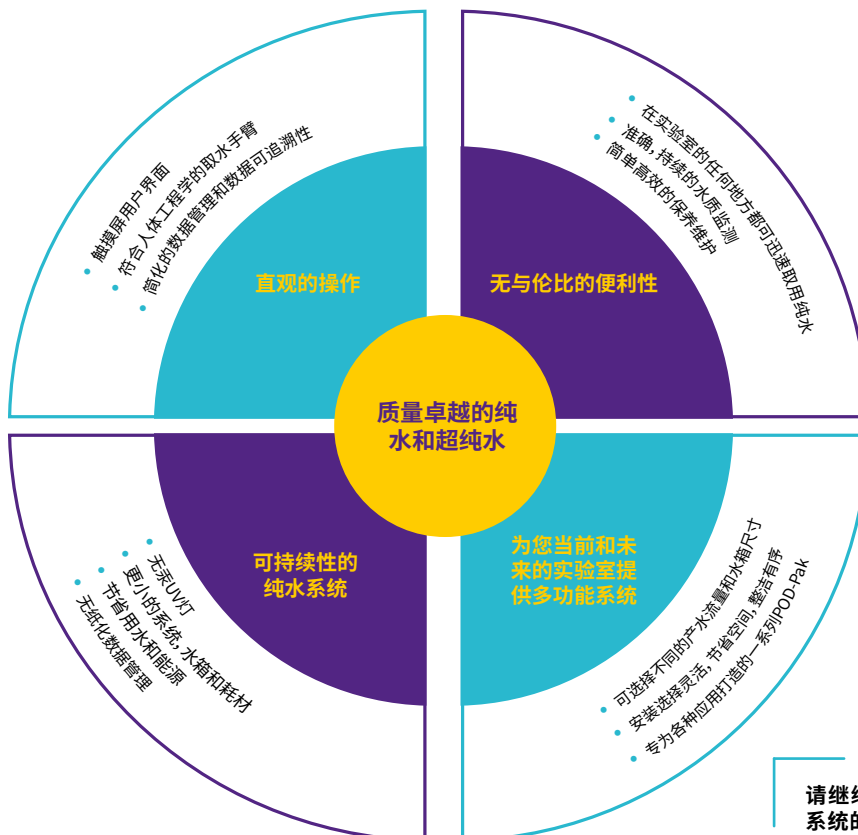 触摸屏用户界面
符合人体工程学的取水手臂
简化的数据管理和数据可追溯性
直观的操作
在实验室的任何地方都可迅速取用纯水
准确, 持续的水质监测
简单高效的保养维护
无与伦比的便利性
质量卓越的纯
水和超纯水
可持续性的
纯水系统
无汞UV灯
更小的系统, 水箱和耗材
节省用水和能源
无纸化数据管理
为您当前和未
来的实验室提
供多功能系统
可选择不同的产水流量和水箱尺寸
安装选择灵活, 节省空间, 整洁有序
专为各种应用打造的一系列POD-Pak
请继续
系统的